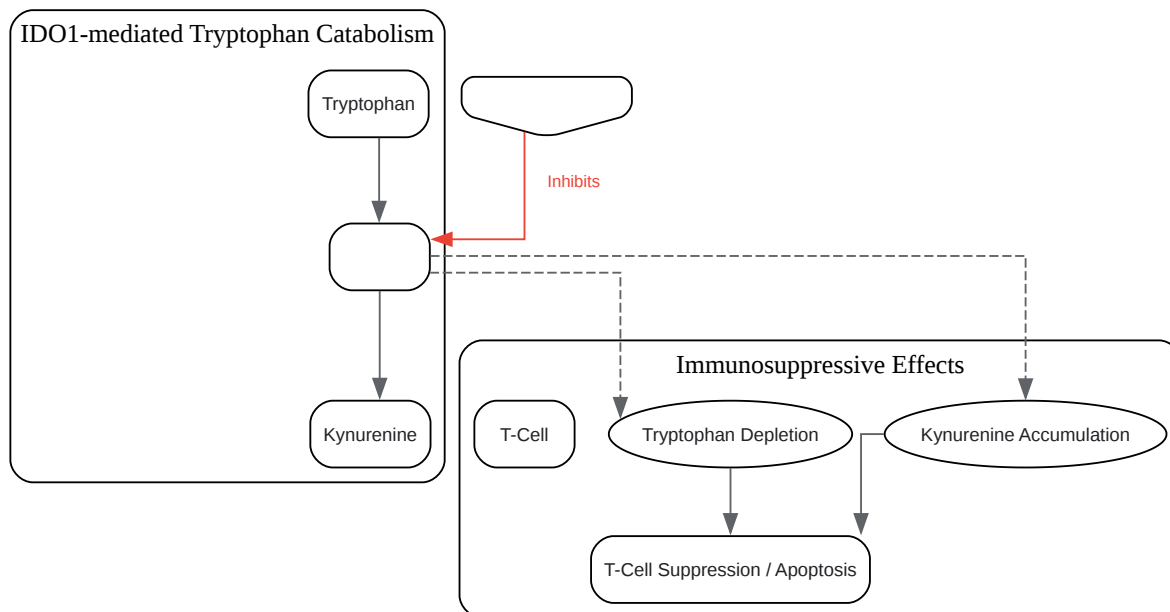 IDO1-mediated Tryptophan Catabolism
Tryptophan
Inhibits
Kynurenine
Immunosuppressive Effects
T-Cell
Tryptophan Depletion
Kynurenine Accumulation
T-Cell Suppression / Apoptosis